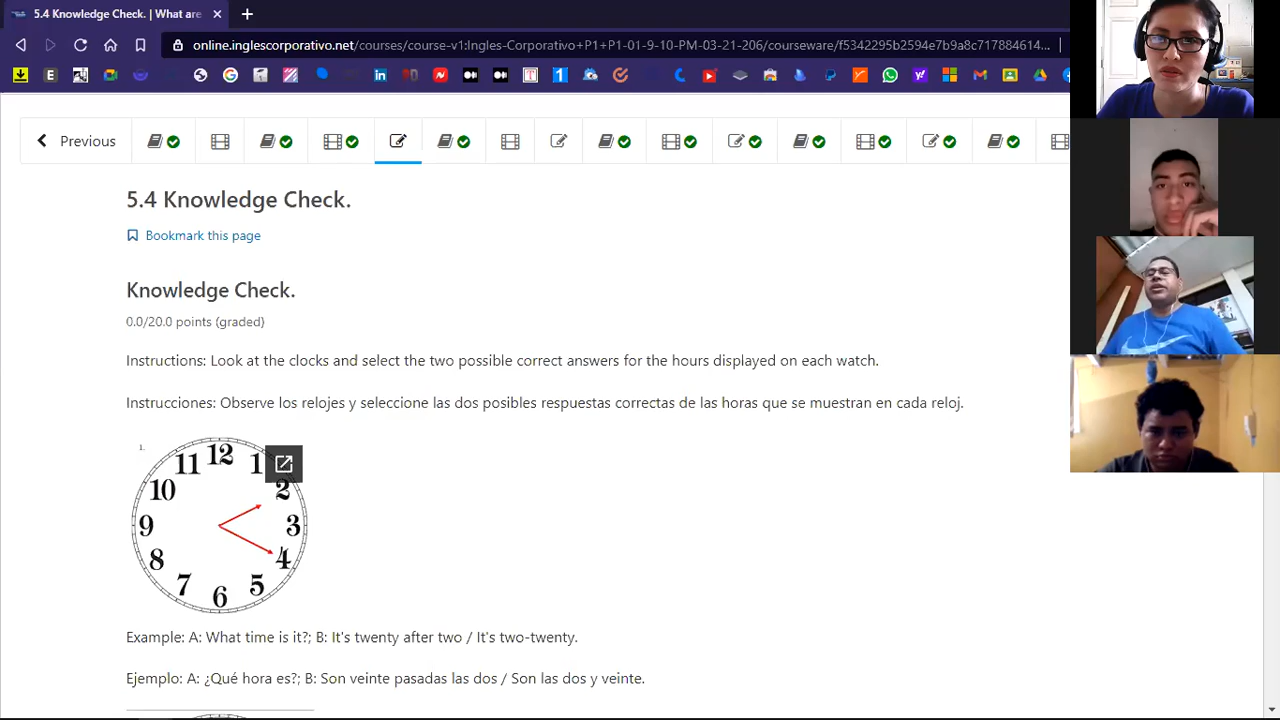 5.4 Knowledge Check. | What are
online.inglescorporativo.net/courses/course-v1:Ingles-Corporativo+P1+P1-01-9-10-PM-03-21-206/courseware/f5342295b2594e7b9a8c717884614...
Previous
5.4 Knowledge Check.
Bookmark this page
Knowledge Check.
0.0/20.0 points (graded)
Instructions: Look at the clocks and select the two possible correct answers for the hours displayed on each watch.
Instrucciones: Observe los relojes y seleccione las dos posibles respuestas correctas de las horas que se muestran en cada reloj.
1.
12
11 1
10 2
9 3
8 4
7 5
6
Example: A: What time is it?; B: It's twenty after two / It's two-twenty.
Ejemplo: A: ¿Qué hora es?; B: Son veinte pasadas las dos / Son las dos y veinte.